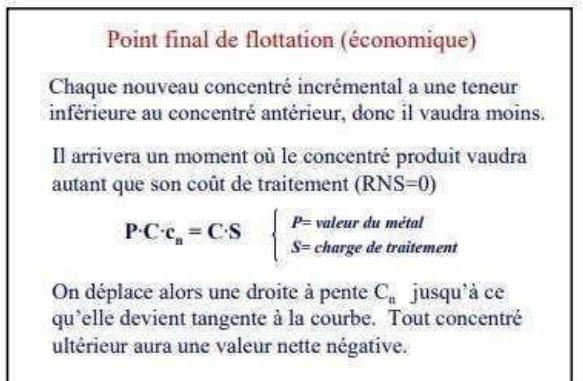 Point final de flottation (économique)
Chaque nouveau concentré incrémental a une teneur
inférieure au concentré antérieur, donc il vaudra moins.
Il arrivera un moment où le concentré produit vaudra
autant que son coût de traitement (RNS=0)
P·C·cₙ = C·S { P= valeur du métal
S= charge de traitement
On déplace alors une droite à pente Cₙ jusqu'à ce
qu'elle devient tangente à la courbe. Tout concentré
ultérieur aura une valeur nette négative.